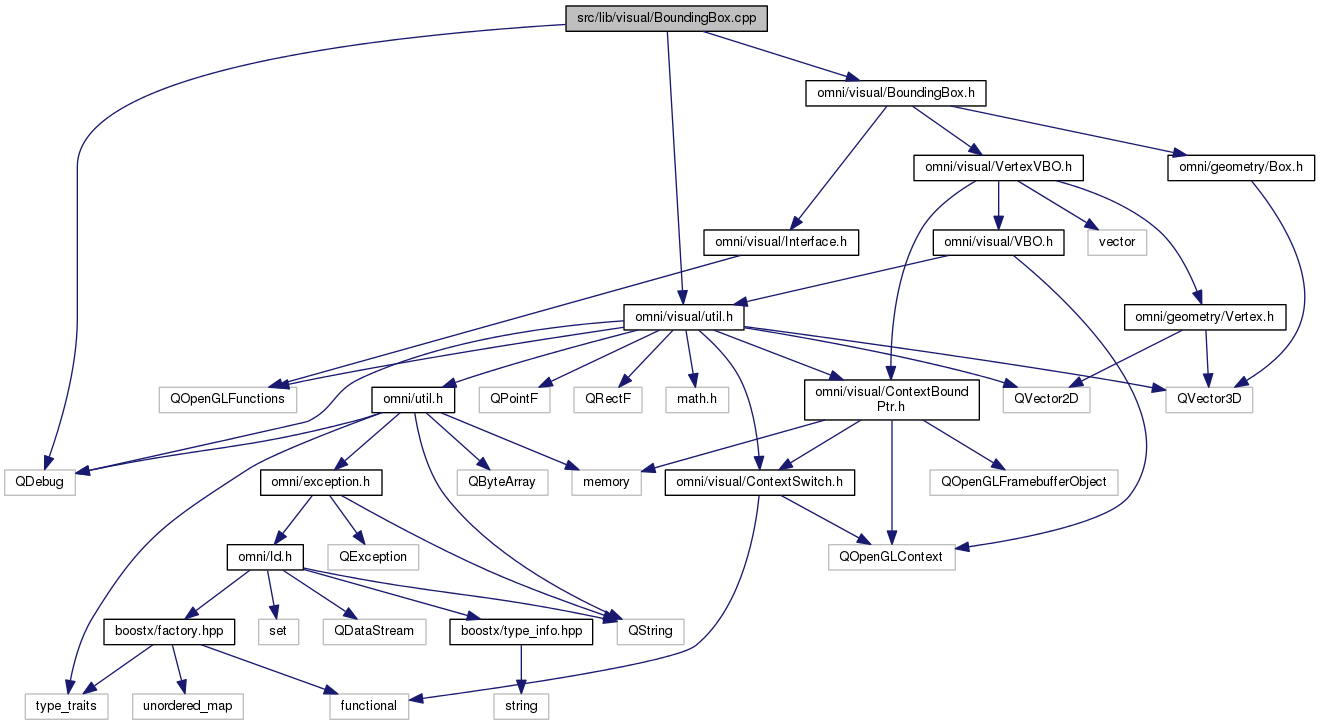 src/lib/visual/BoundingBox.cpp
omni/visual/BoundingBox.h
omni/visual/VertexVBO.h
omni/geometry/Box.h
omni/visual/Interface.h
omni/visual/VBO.h
vector
omni/visual/util.h
omni/geometry/Vertex.h
QOpenGLFunctions
omni/util.h
QPointF
QRectF
math.h
omni/visual/ContextBound
Ptr.h
QVector2D
QVector3D
QDebug
omni/exception.h
QByteArray
memory
omni/visual/ContextSwitch.h
QOpenGLFramebufferObject
omni/Id.h
QException
QOpenGLContext
boostx/factory.hpp
set
QDataStream
boostx/type_info.hpp
QString
type_traits
unordered_map
functional
string